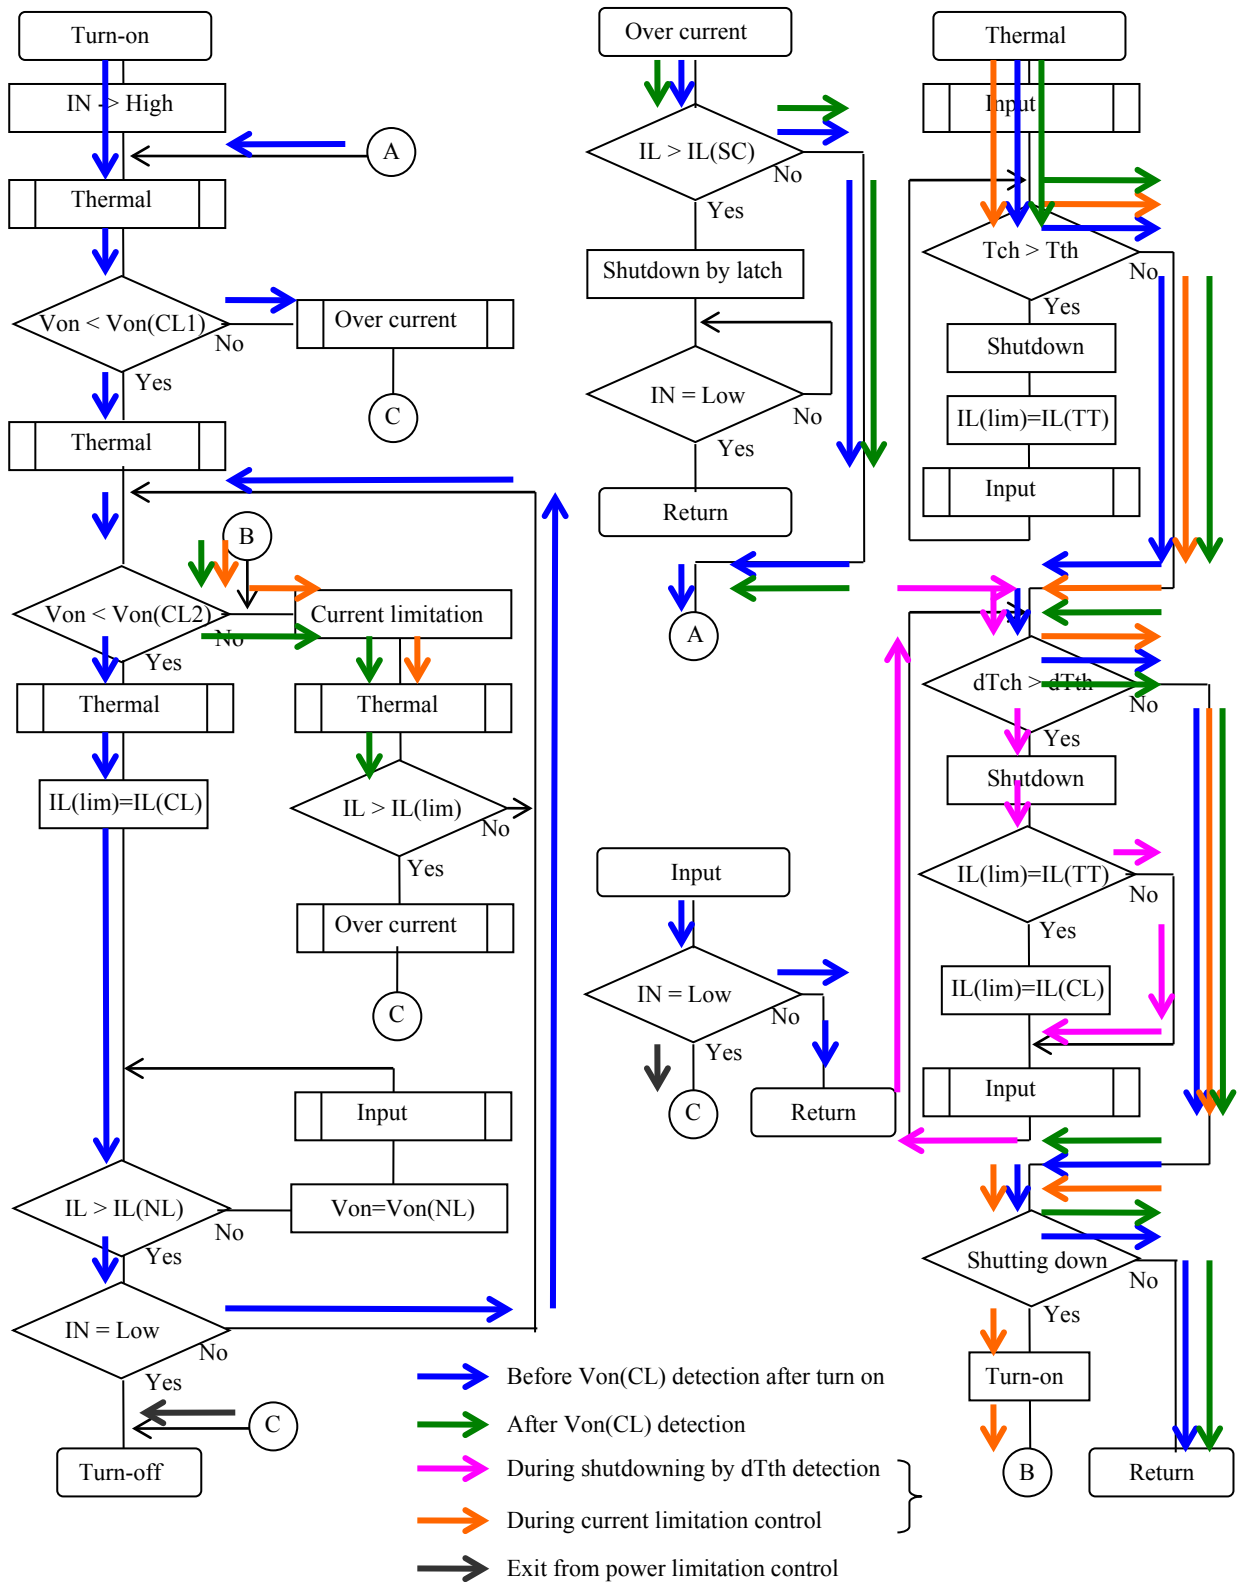 Turn-on
IN -> High
A
Thermal
Von < Von(CL1)
No
Over current
Yes
C
Thermal
B
Von < Von(CL2)
No
Current limitation
Yes
Thermal
Thermal
IL(lim)=IL(CL)
IL > IL(lim)
No
Yes
Over current
C
Input
IL > IL(NL)
No
Von=Von(NL)
Yes
IN = Low
No
Yes
C
Turn-off
Over current
IL > IL(SC)
No
Yes
Shutdown by latch
IN = Low
No
Yes
Return
A
Input
IN = Low
No
Yes
C
Return
Thermal
Input
Tch > Tth
No
Yes
Shutdown
IL(lim)=IL(TT)
Input
dTch > dTth
No
Yes
Shutdown
IL(lim)=IL(TT)
No
Yes
IL(lim)=IL(CL)
Input
Shutting down
No
Yes
Turn-on
B
Return
Before Von(CL) detection after turn on
After Von(CL) detection
During shutdowning by dTth detection
During current limitation control
Exit from power limitation control